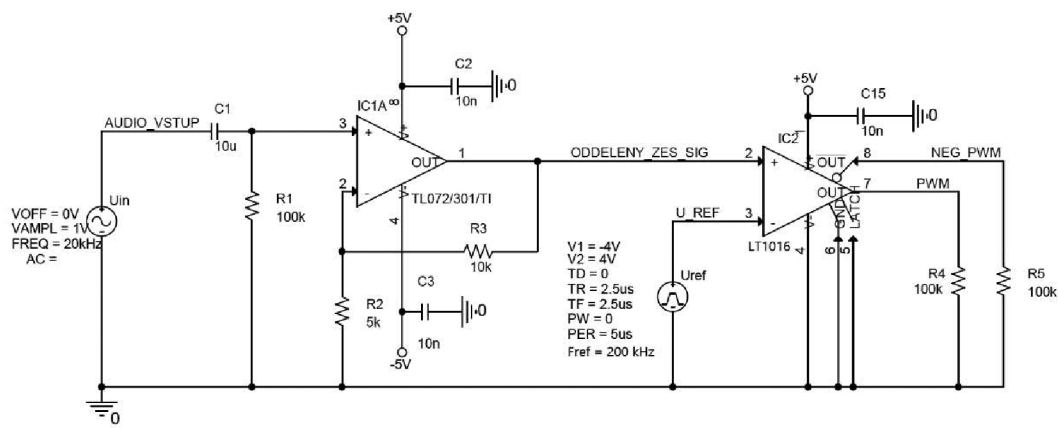 +5V
C2
10n
0
+5V
C15
10n
0
IC1A
8
V+
3
+
OUT
1
2
-
V-
4
TL072/301/TI
AUDIO_VSTUP
C1
10u
ODDELENY_ZES_SIG
IC2
1
V+
2
+
OUT
8
NEG_PWM
OUT
7
PWM
3
-
V-
GND
LATCH
4
6
5
LT1016
U_REF
Uin
VOFF = 0V
VAMPL = 1V
FREQ = 20kHz
AC =
R1
100k
R3
10k
R2
5k
C3
10n
0
-5V
V1 = -4V
V2 = 4V
TD = 0
TR = 2.5us
TF = 2.5us
PW = 0
PER = 5us
Fref = 200 kHz
Uref
R4
100k
R5
100k
0